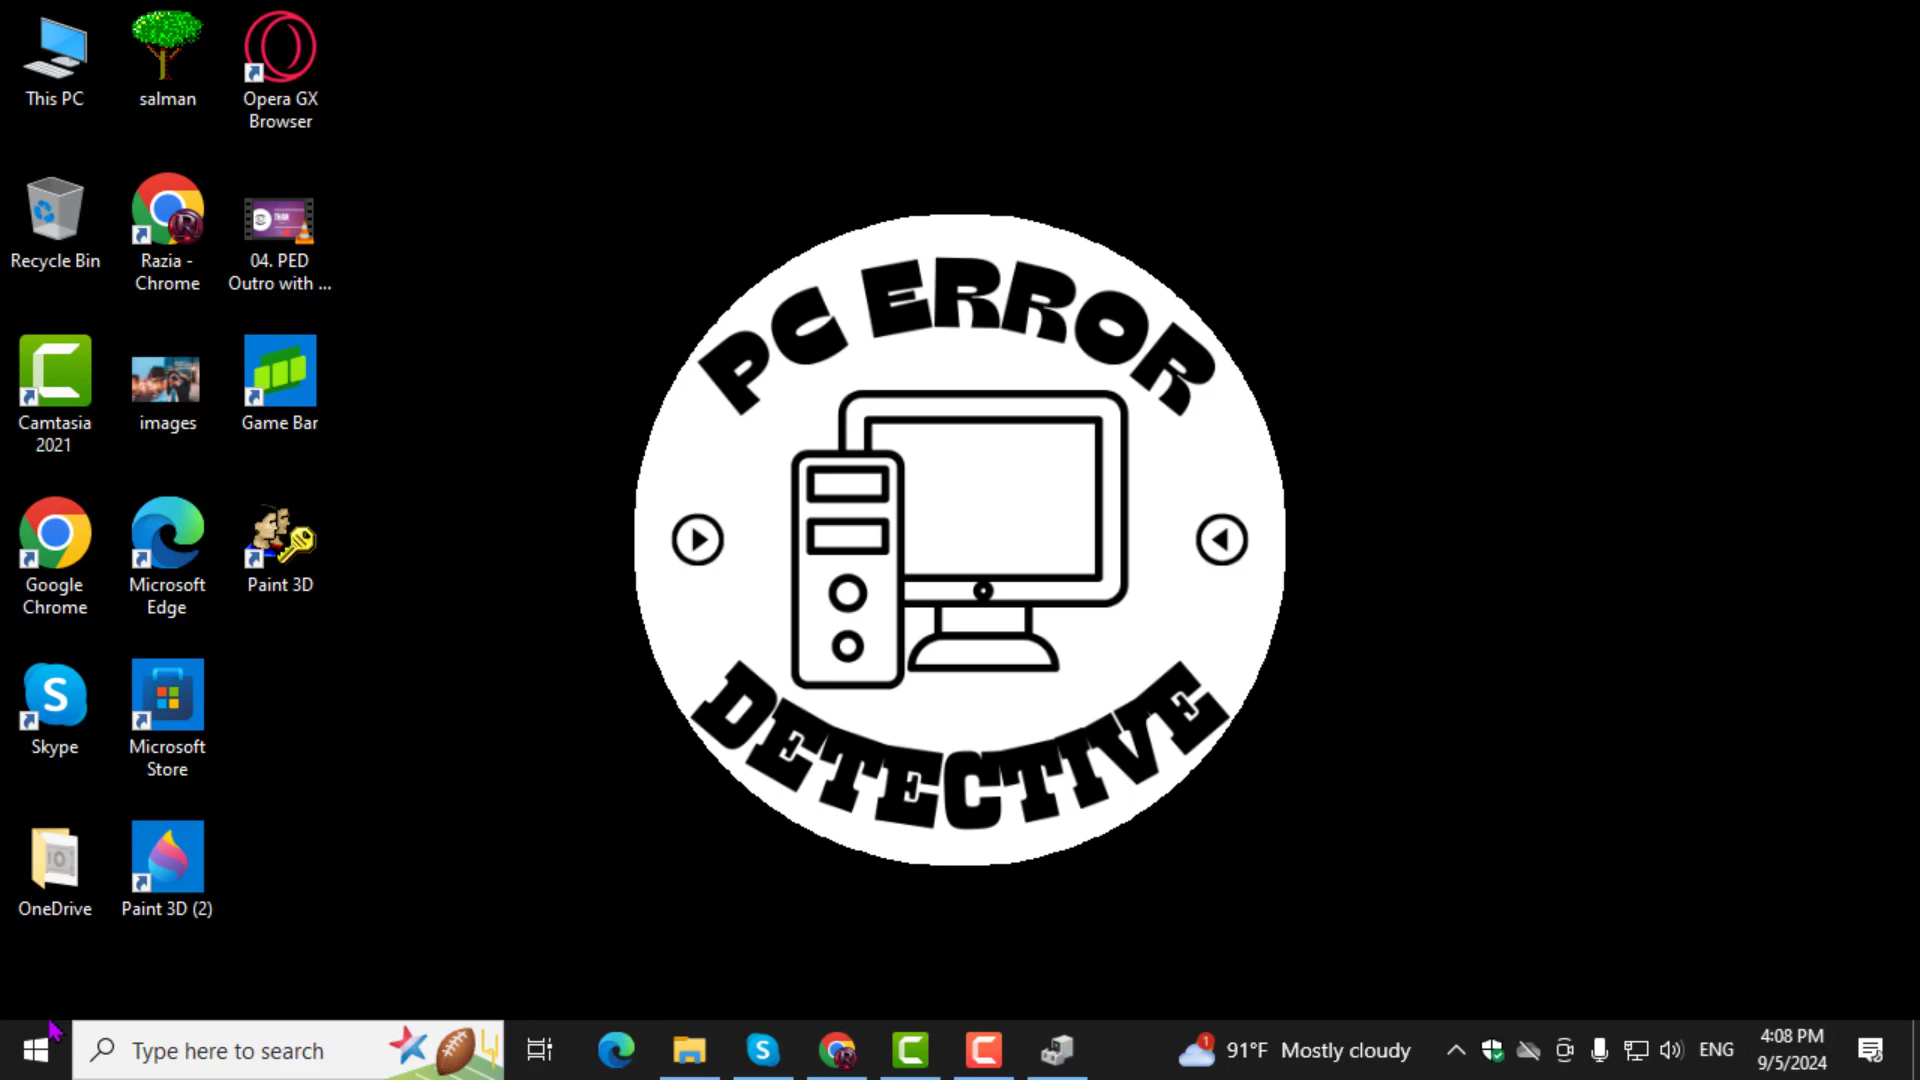 This PC
salman
Opera GX
Browser
Recycle Bin
Razia -
Chrome
04. PED
Outro with ...
THAN
Camtasia
2021
images
Game Bar
Google
Chrome
Microsoft
Edge
Paint 3D
Skype
Microsoft
Store
OneDrive
Paint 3D (2)
PC ERROR
DETECTIVE
Type here to search
1
91°F Mostly cloudy
ENG
4:08 PM
9/5/2024